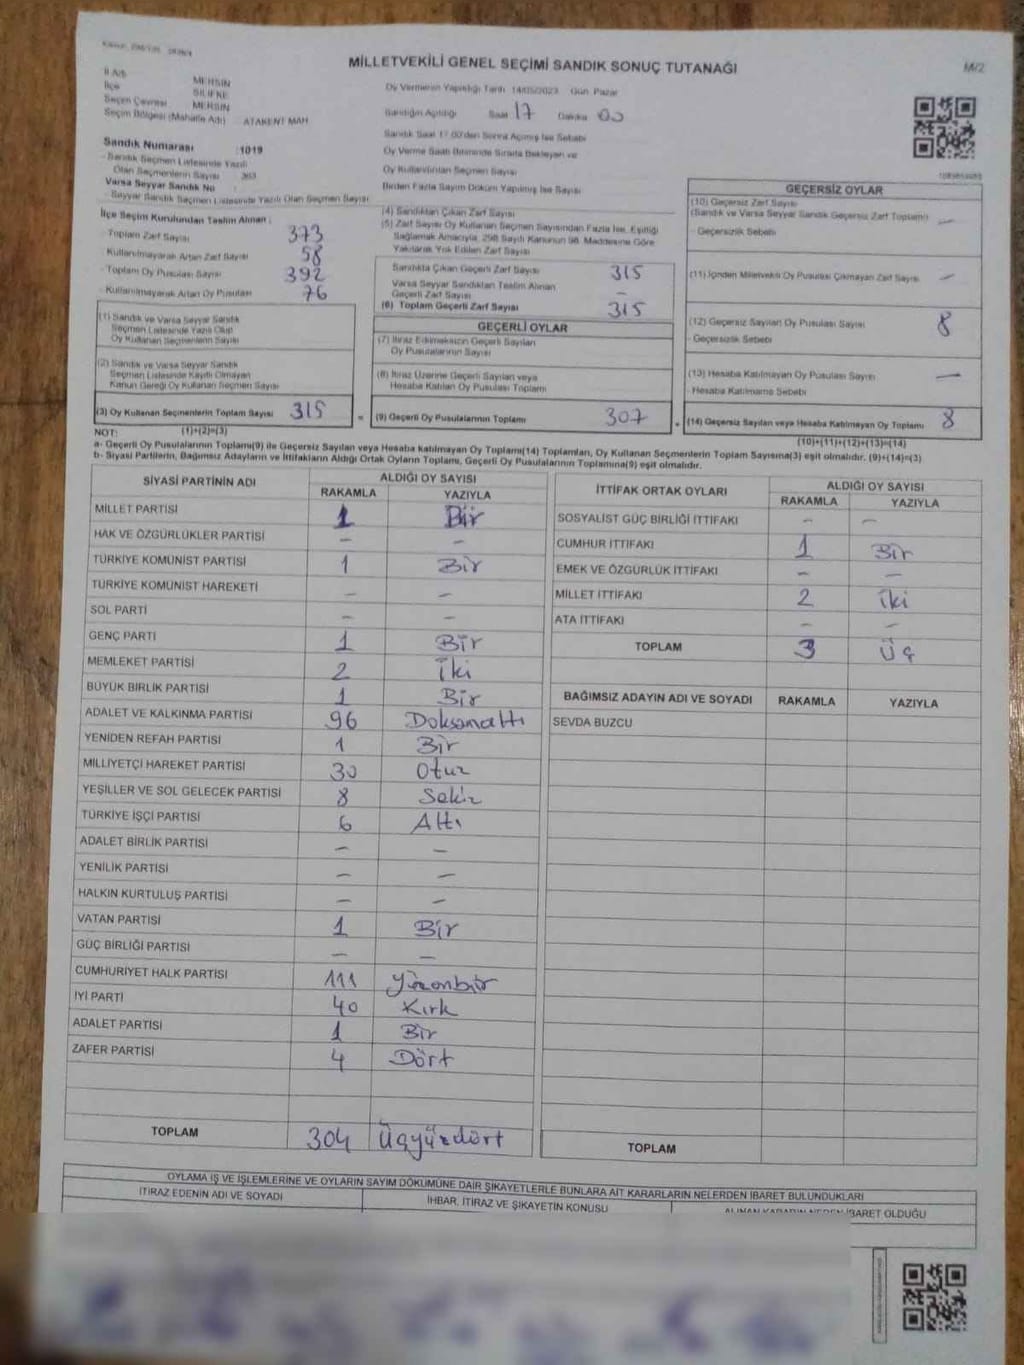 MİLLETVEKİLİ GENEL SEÇİMİ SANDIK SONUÇ TUTANAĞI
M/2
İl Adı MERSİN
İlçe SİLİFKE
Seçim Çevresi MERSİN
Seçim Bölgesi (Mahalle Adı) : ATAKENT MAH
Sandık Numarası :1019
- Sandık Seçmen Listesinde Yazılı
Olan Seçmenlerin Sayısı
Varsa Seyyar Sandık No :
- Seyyar Sandık Seçmen Listesinde Yazılı Olan Seçmen Sayısı
Oy Vermenin Yapıldığı Tarih 14/05/2023 Gün Pazar
Sandığın Açıldığı Saat 17 Dakika 00
Sandık Saat 17.00'den Sonra Açılmış İse Sebebi
Oy Verme Saati Bitiminde Sırada Bekleyen ve
Oy Kullandırılan Seçmen Sayısı
Birden Fazla Sayım Döküm Yapılmış İse Sayısı
İlçe Seçim Kurulundan Teslim Alınan :
- Toplam Zarf Sayısı 373
- Kullanılmayarak Artan Zarf Sayısı 58
- Toplam Oy Pusulası Sayısı 392
- Kullanılmayarak Artan Oy Pusulası 76
(4) Sandıktan Çıkan Zarf Sayısı
(5) Zarf Sayısı Oy Kullanan Seçmen Sayısından Fazla İse, Eşitliği
Sağlamak Amacıyla, 298 Sayılı Kanunun 98. Maddesine Göre
Yakılarak Yok Edilen Zarf Sayısı
Sandıkta Çıkan Geçerli Zarf Sayısı 315
Varsa Seyyar Sandıktan Teslim Alınan
Geçerli Zarf Sayısı –
(6) Toplam Geçerli Zarf Sayısı 315
GEÇERSİZ OYLAR
(10) Geçersiz Zarf Sayısı
(Sandık ve Varsa Seyyar Sandık Geçersiz Zarf Toplamı) –
- Geçersizlik Sebebi
(11) İçinden Milletvekili Oy Pusulası Çıkmayan Zarf Sayısı –
(12) Geçersiz Sayılan Oy Pusulası Sayısı 8
- Geçersizlik Sebebi
(13) Hesaba Katılmayan Oy Pusulası Sayısı –
- Hesaba Katılmama Sebebi
(14) Geçersiz Sayılan veya Hesaba Katılmayan Oy Toplamı 8
(10)+(11)+(12)+(13)=(14)
(1) Sandık ve Varsa Seyyar Sandık
Seçmen Listesinde Yazılı Olup
Oy Kullanan Seçmenlerin Sayısı
(2) Sandık ve Varsa Seyyar Sandık
Seçmen Listesinde Kayıtlı Olmayan
Kanun Gereği Oy Kullanan Seçmen Sayısı
(3) Oy Kullanan Seçmenlerin Toplam Sayısı 315 =
GEÇERLİ OYLAR
(7) İtiraz Edilmeksizin Geçerli Sayılan
Oy Pusulalarının Sayısı
(8) İtiraz Üzerine Geçerli Sayılan veya
Hesaba Katılan Oy Pusulası Toplamı
(9) Geçerli Oy Pusulalarının Toplamı 307 +
NOT: (1)+(2)=(3)
a- Geçerli Oy Pusulalarının Toplamı(9) ile Geçersiz Sayılan veya Hesaba Katılmayan Oy Toplamı(14) Toplamları, Oy Kullanan Seçmenlerin Toplam Sayısına(3) eşit olmalıdır. (9)+(14)=(3)
b- Siyasi Partilerin, Bağımsız Adayların ve İttifakların Aldığı Ortak Oyların Toplamı, Geçerli Oy Pusulalarının Toplamına(9) eşit olmalıdır.
SİYASİ PARTİNİN ADI ALDIĞI OY SAYISI
RAKAMLA YAZIYLA
MİLLET PARTİSİ 1 Bir
HAK VE ÖZGÜRLÜKLER PARTİSİ – –
TÜRKİYE KOMÜNİST PARTİSİ 1 Bir
TÜRKİYE KOMÜNİST HAREKETİ – –
SOL PARTİ – –
GENÇ PARTİ 1 Bir
MEMLEKET PARTİSİ 2 İki
BÜYÜK BİRLİK PARTİSİ 1 Bir
ADALET VE KALKINMA PARTİSİ 96 Doksanaltı
YENİDEN REFAH PARTİSİ 1 Bir
MİLLİYETÇİ HAREKET PARTİSİ 30 Otuz
YEŞİLLER VE SOL GELECEK PARTİSİ 8 Sekiz
TÜRKİYE İŞÇİ PARTİSİ 6 Altı
ADALET BİRLİK PARTİSİ – –
YENİLİK PARTİSİ – –
HALKIN KURTULUŞ PARTİSİ – –
VATAN PARTİSİ 1 Bir
GÜÇ BİRLİĞİ PARTİSİ – –
CUMHURİYET HALK PARTİSİ 111 Yüzonbir
İYİ PARTİ 40 Kırk
ADALET PARTİSİ 1 Bir
ZAFER PARTİSİ 4 Dört
TOPLAM 304 Üçyüzdört
İTTİFAK ORTAK OYLARI ALDIĞI OY SAYISI
RAKAMLA YAZIYLA
SOSYALİST GÜÇ BİRLİĞİ İTTİFAKI – –
CUMHUR İTTİFAKI 1 Bir
EMEK VE ÖZGÜRLÜK İTTİFAKI – –
MİLLET İTTİFAKI 2 İki
ATA İTTİFAKI – –
TOPLAM 3 Üç
BAĞIMSIZ ADAYIN ADI VE SOYADI RAKAMLA YAZIYLA
SEVDA BUZCU
TOPLAM
OYLAMA İŞ VE İŞLEMLERİNE VE OYLARIN SAYIM DÖKÜMÜNE DAİR ŞİKAYETLERLE BUNLARA AİT KARARLARIN NELERDEN İBARET BULUNDUKLARI
İTİRAZ EDENİN ADI VE SOYADI İHBAR, İTİRAZ VE ŞİKAYETİN KONUSU ALINAN KARARIN NEDEN İBARET OLDUĞU